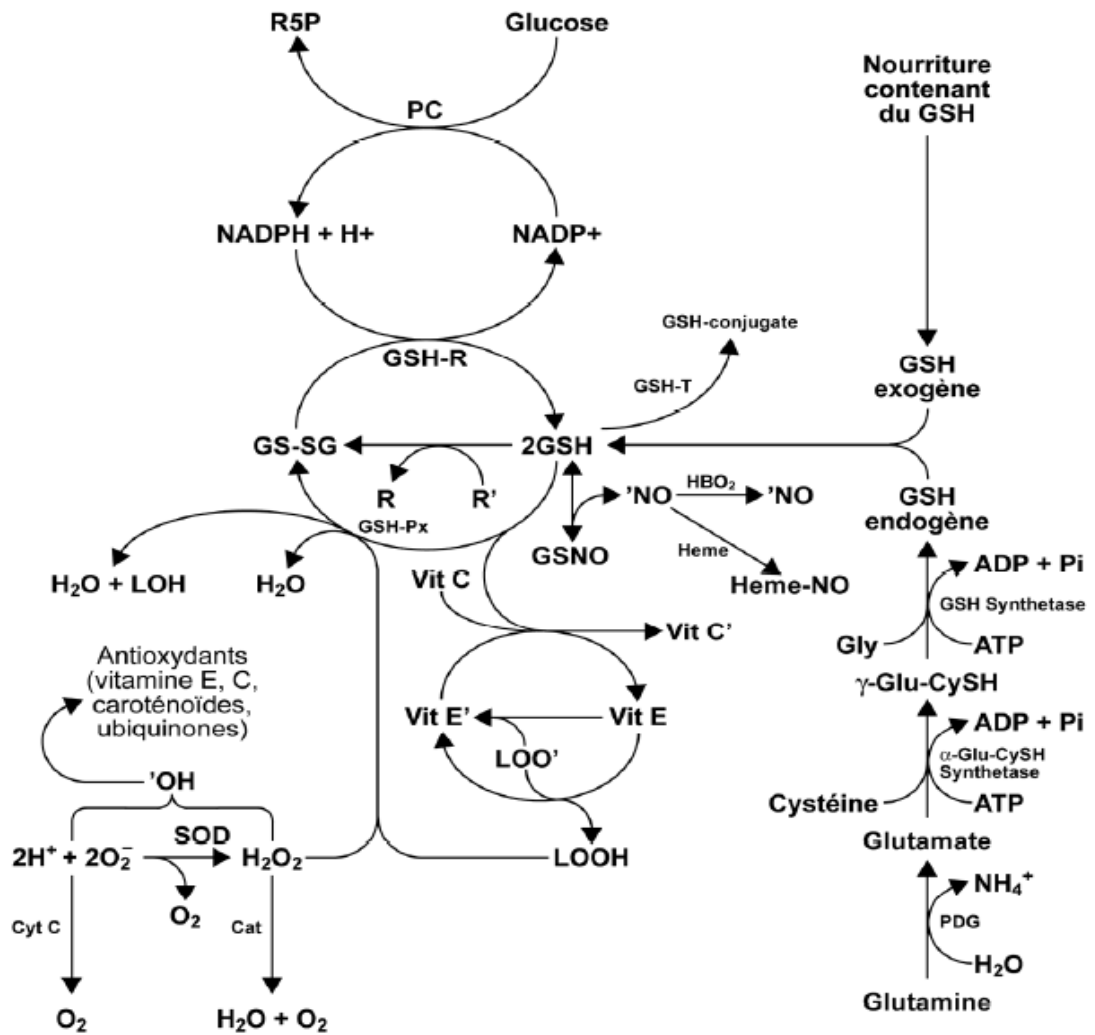 R5P
Glucose
Nourriture
contenant
du GSH
PC
NADPH + H+
NADP+
GSH-conjugate
GSH-R
GSH-T
GSH
exogène
GS-SG
2GSH
R
R’
’NO
HBO₂
’NO
GSH
endogène
GSH-Px
GSNO
Heme
H₂O + LOH
H₂O
Vit C
Heme-NO
ADP + Pi
GSH Synthetase
Vit C’
Gly
ATP
Antioxydants
(vitamine E, C,
caroténoïdes,
ubiquinones)
γ-Glu-CySH
Vit E’
Vit E
ADP + Pi
LOO’
α-Glu-CySH
Synthetase
’OH
Cystéine
ATP
SOD
Glutamate
2H⁺ + 2O₂⁻
H₂O₂
LOOH
NH₄⁺
O₂
Cyt C
Cat
PDG
H₂O
Glutamine
O₂
H₂O + O₂